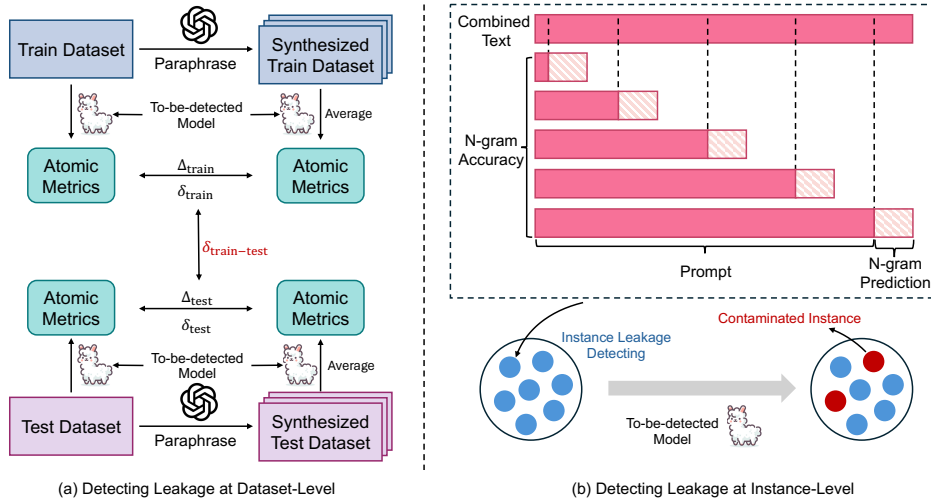 Train Dataset
Paraphrase
Synthesized
Train Dataset
To-be-detected
Model
Average
Atomic
Metrics
Δtrain
δtrain
Atomic
Metrics
δtrain−test
Atomic
Metrics
Δtest
δtest
Atomic
Metrics
To-be-detected
Model
Average
Test Dataset
Paraphrase
Synthesized
Test Dataset
(a) Detecting Leakage at Dataset-Level
Combined
Text
N-gram
Accuracy
Prompt
N-gram
Prediction
Instance Leakage
Detecting
Contaminated Instance
To-be-detected
Model
(b) Detecting Leakage at Instance-Level